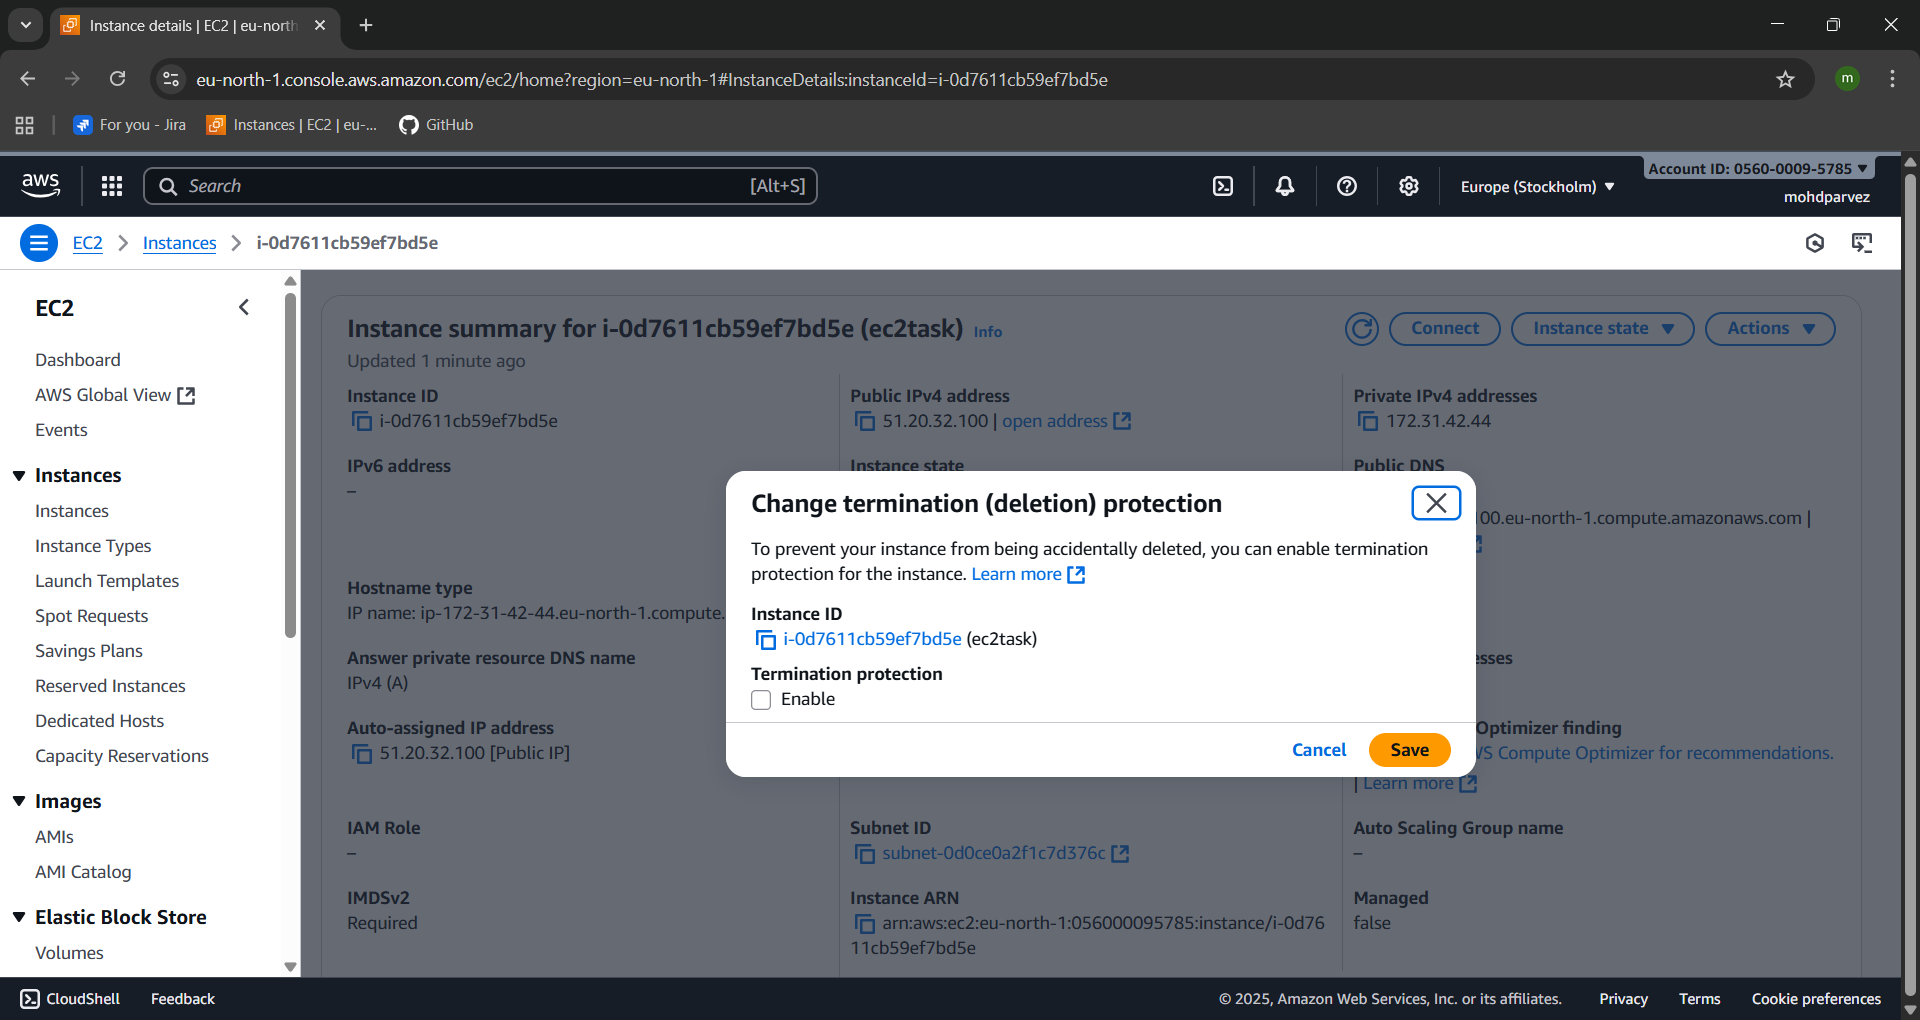 Instance details | EC2 | eu-north
eu-north-1.console.aws.amazon.com/ec2/home?region=eu-north-1#InstanceDetails:instanceId=i-0d7611cb59ef7bd5e
m
For you - Jira
Instances | EC2 | eu-...
GitHub
aws
Search
[Alt+S]
Europe (Stockholm)
Account ID: 0560-0009-5785
mohdparvez
EC2
Instances
i-0d7611cb59ef7bd5e
EC2
Dashboard
AWS Global View
Events
Instances
Instances
Instance Types
Launch Templates
Spot Requests
Savings Plans
Reserved Instances
Dedicated Hosts
Capacity Reservations
Images
AMIs
AMI Catalog
Elastic Block Store
Volumes
Instance summary for i-0d7611cb59ef7bd5e (ec2task) Info
Updated 1 minute ago
Connect
Instance state
Actions
Instance ID
i-0d7611cb59ef7bd5e
Public IPv4 address
51.20.32.100 | open address
Private IPv4 addresses
172.31.42.44
IPv6 address
–
Instance state
Public DNS
00.eu-north-1.compute.amazonaws.com |
Hostname type
IP name: ip-172-31-42-44.eu-north-1.compute.
Answer private resource DNS name
IPv4 (A)
esses
Auto-assigned IP address
51.20.32.100 [Public IP]
Optimizer finding
WS Compute Optimizer for recommendations.
| Learn more
IAM Role
–
Subnet ID
subnet-0d0ce0a2f1c7d376c
Auto Scaling Group name
–
IMDSv2
Required
Instance ARN
arn:aws:ec2:eu-north-1:056000095785:instance/i-0d76
11cb59ef7bd5e
Managed
false
Change termination (deletion) protection
To prevent your instance from being accidentally deleted, you can enable termination
protection for the instance. Learn more
Instance ID
i-0d7611cb59ef7bd5e (ec2task)
Termination protection
Enable
Cancel
Save
CloudShell
Feedback
© 2025, Amazon Web Services, Inc. or its affiliates.
Privacy
Terms
Cookie preferences